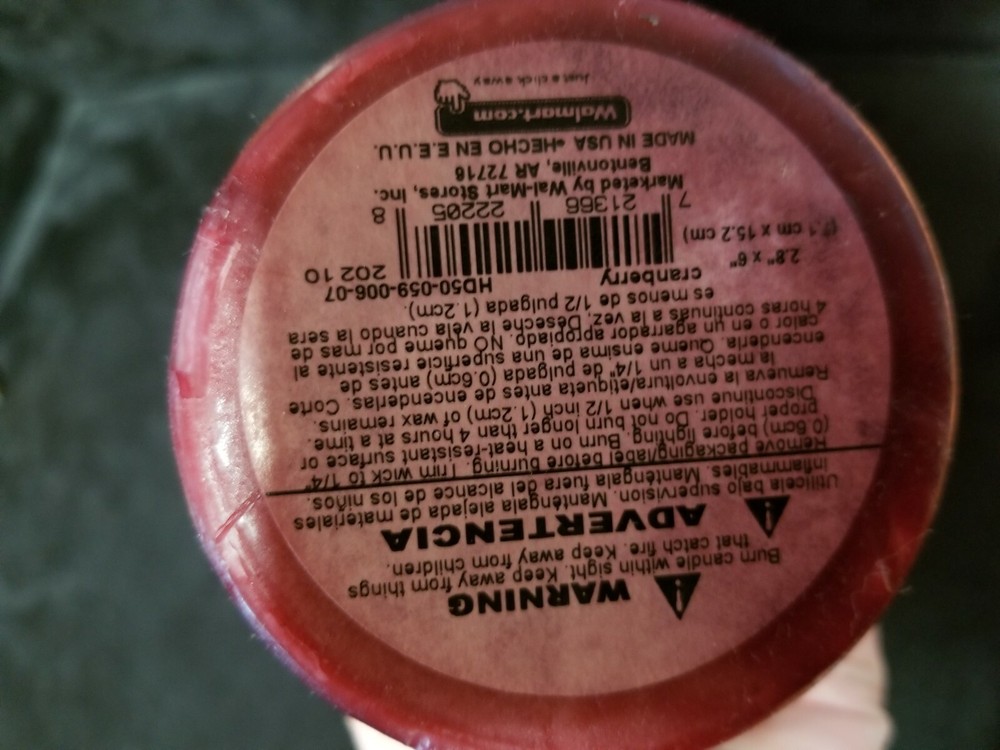 WARNING
Burn candle within sight. Keep away from things
that catch fire. Keep away from children.
ADVERTENCIA
Utilícela bajo supervision. Manténgala alejada de materiales
inflammables. Manténgala fuera del alcance de los niños.
Remove packaging/label before burning. Trim wick to 1/4"
(0.6cm) before lighting. Burn on a heat-resistant surface or
proper holder. Do not burn longer than 4 hours at a time.
Discontinue use when 1/2 inch (1.2cm) of wax remains.
Remueva la envoltura/etiqueta antes de encenderlas. Corte
la mecha a 1/4" de pulgada (0.6cm) antes de
encenderla. Queme ensima de una superficie resistente al
calor o en un agarrador apropiado. NO queme por mas de
4 horas continuas a la vez. Deseche la vela cuando la sera
es menos de 1/2 pulgada (1.2cm).
cranberry HD50-059-006-07
2.8" x 6" 20210
(7.1 cm x 15.2 cm)
7 21366 22205 8
Marketed by Wal-Mart Stores, Inc.
Bentonville, AR 72716
MADE IN USA •HECHO EN E.E.U.U.
Walmart.com
Just a click away